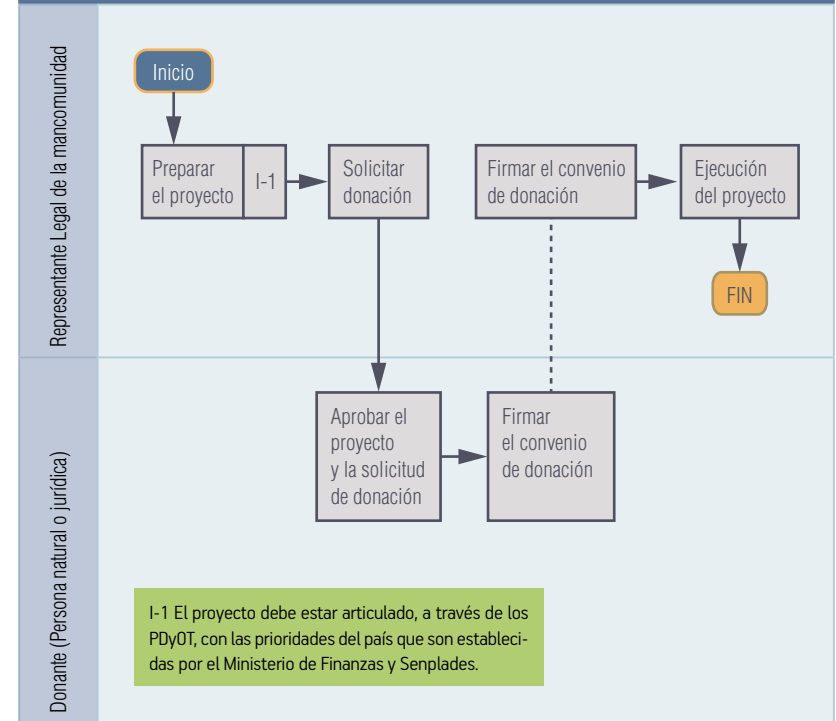 Representante Legal de la mancomunidad
Inicio
Preparar
el proyecto
I-1
Solicitar
donación
Firmar el convenio
de donación
Ejecución
del proyecto
FIN
Donante (Persona natural o jurídica)
Aprobar el
proyecto
y la solicitud
de donación
Firmar
el convenio
de donación
I-1 El proyecto debe estar articulado, a través de los
PDyOT, con las prioridades del país que son estableci-
das por el Ministerio de Finanzas y Senplades.